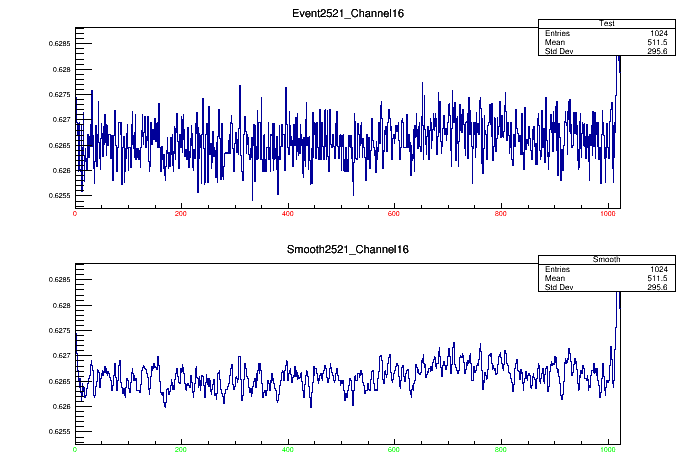 Event2521_Channel16
Test
Entries 1024
Mean 511.5
Std Dev 295.6
0.6285
0.628
0.6275
0.627
0.6265
0.626
0.6255
0 200 400 600 800 1000
Smooth2521_Channel16
Smooth
Entries 1024
Mean 511.5
Std Dev 295.6
0.6285
0.628
0.6275
0.627
0.6265
0.626
0.6255
0 200 400 600 800 1000